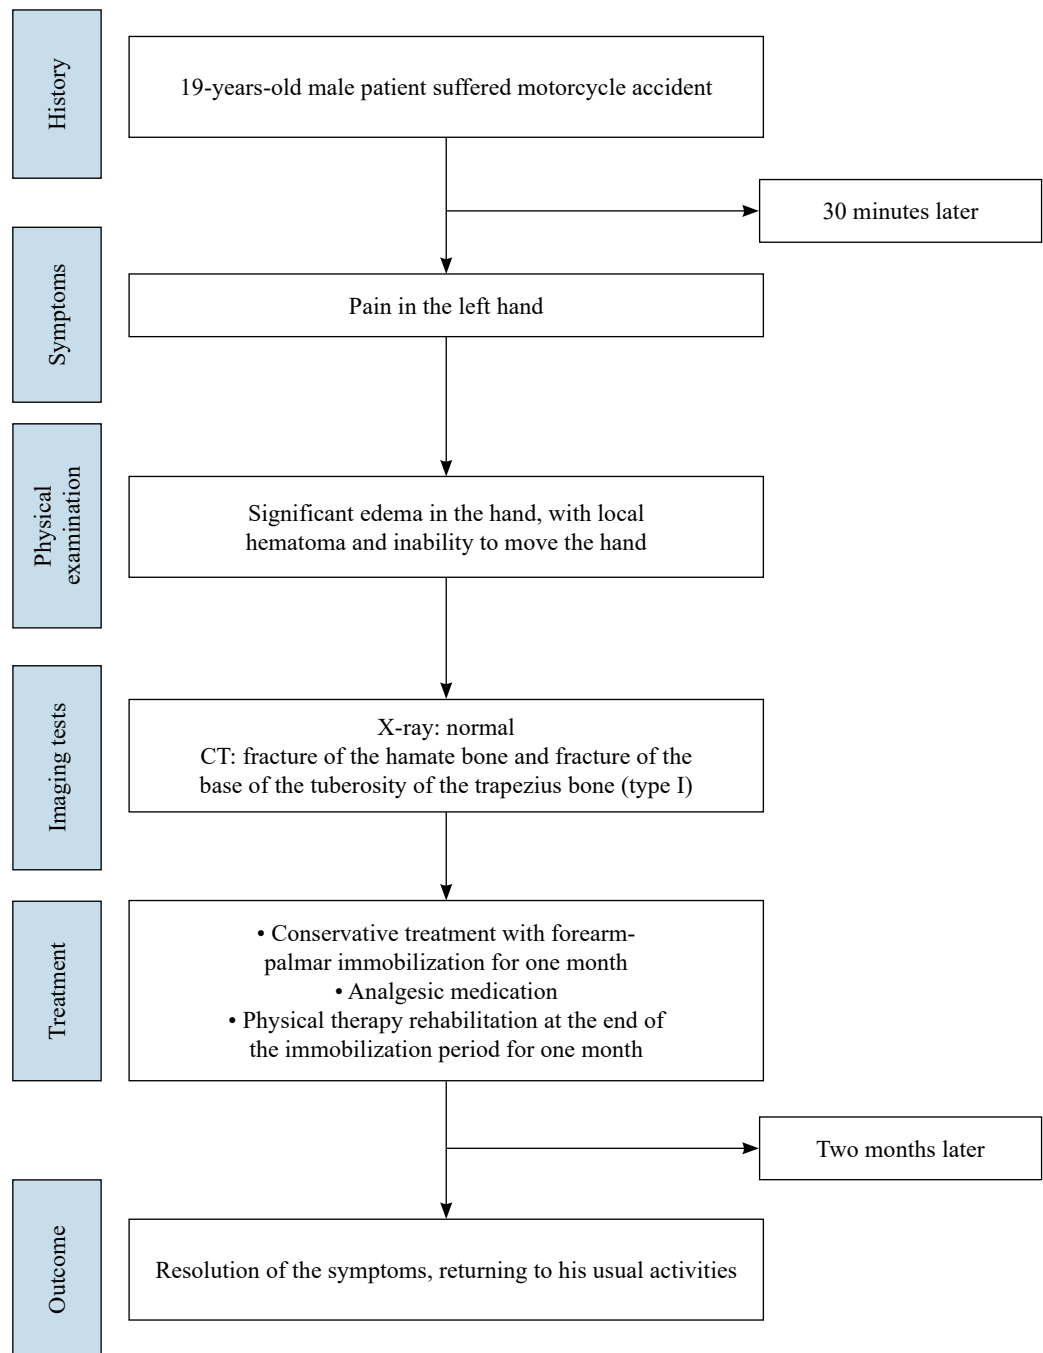 History
19-years-old male patient suffered motorcycle accident
30 minutes later
Symptoms
Pain in the left hand
Physical
examination
Significant edema in the hand, with local
hematoma and inability to move the hand
Imaging tests
X-ray: normal
CT: fracture of the hamate bone and fracture of the
base of the tuberosity of the trapezius bone (type I)
Treatment
• Conservative treatment with forearm-
palmar immobilization for one month
• Analgesic medication
• Physical therapy rehabilitation at the end of
the immobilization period for one month
Two months later
Outcome
Resolution of the symptoms, returning to his usual activities